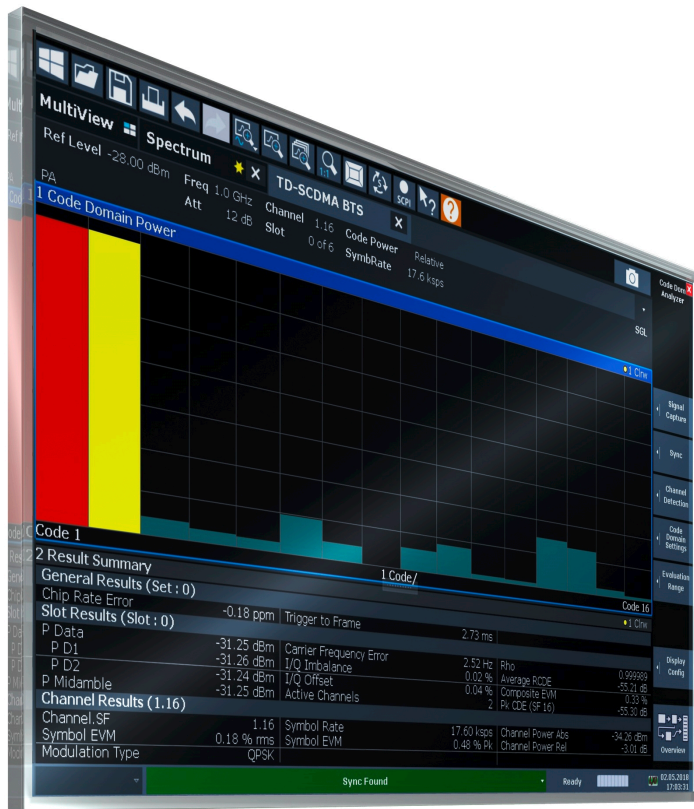 MultiView
Spectrum
TD-SCDMA BTS
SCPI
1:1
Ref Level -28.00 dBm
Freq 1.0 GHz
Channel 1.16
Code Power Relative
PA
Att 12 dB
Slot 0 of 6
SymbRate 17.6 ksps
SGL
1 Code Domain Power
1 Clrw
Code 1
1 Code/
Code 16
2 Result Summary
1 Clrw
General Results (Set : 0)
Chip Rate Error -0.18 ppm Trigger to Frame 2.73 ms
Slot Results (Slot : 0)
P Data -31.25 dBm Carrier Frequency Error 2.52 Hz Rho 0.999989
P D1 -31.26 dBm I/Q Imbalance 0.02 % Average RCDE -55.21 dB
P D2 -31.24 dBm I/Q Offset 0.04 % Composite EVM 0.33 %
P Midamble -31.25 dBm Active Channels 2 Pk CDE (SF 16) -55.30 dB
Channel Results (1.16)
Channel.SF 1.16 Symbol Rate 17.60 ksps Channel Power Abs -34.26 dBm
Symbol EVM 0.18 % rms Symbol EVM 0.48 % Pk Channel Power Rel -3.01 dB
Modulation Type QPSK
Sync Found
Ready
02.05.2018
17:03:31
Code Dom
Analyzer
Signal
Capture
Sync
Channel
Detection
Code
Domain
Settings
Evaluation
Range
Display
Config
Overview